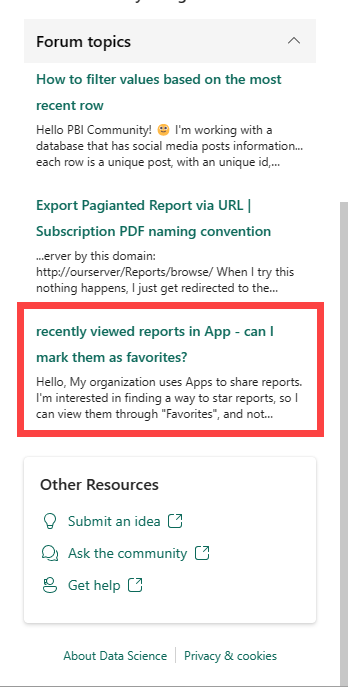 Forum topics
How to filter values based on the most
recent row
Hello PBI Community! 🙂 I'm working with a
database that has social media posts information...
each row is a unique post, with an unique id,...
Export Pagianted Report via URL |
Subscription PDF naming convention
...erver by this domain:
http://ourserver/Reports/browse/ When I try this
nothing happens, I just get redirected to the...
recently viewed reports in App - can I
mark them as favorites?
Hello, My organization uses Apps to share reports.
I'm interested in finding a way to star reports, so I
can view them through "Favorites", and not...
Other Resources
Submit an idea
Ask the community
Get help
About Data Science | Privacy & cookies